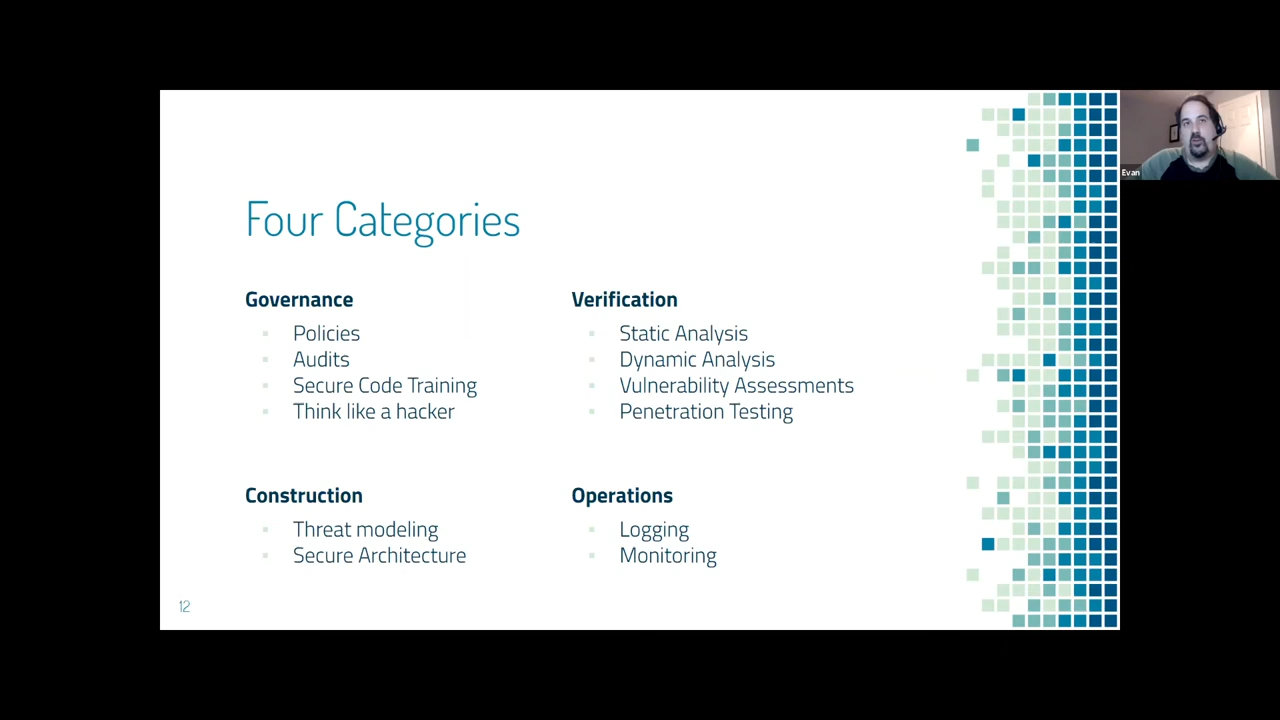 Four Categories
Governance
Policies
Audits
Secure Code Training
Think like a hacker
Verification
Static Analysis
Dynamic Analysis
Vulnerability Assessments
Penetration Testing
Construction
Threat modeling
Secure Architecture
Operations
Logging
Monitoring
12
Evan